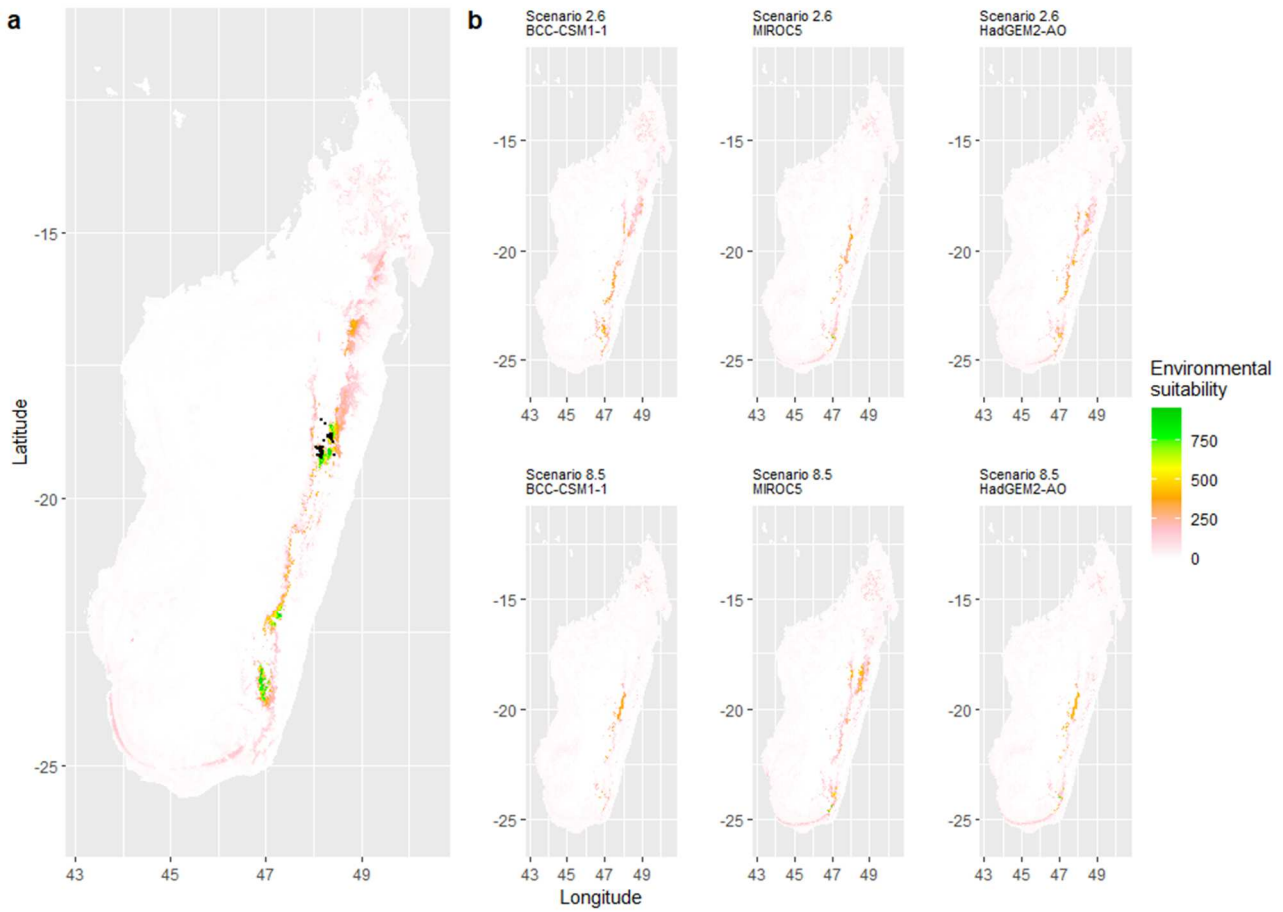 a
b
Scenario 2.6
BCC-CSM1-1
Scenario 2.6
MIROC5
Scenario 2.6
HadGEM2-AO
-15
-20
-25
Latitude
43 45 47 49
-15
-20
-25
43 45 47 49
-15
-20
-25
43 45 47 49
-15
-20
-25
43 45 47 49
Scenario 8.5
BCC-CSM1-1
Scenario 8.5
MIROC5
Scenario 8.5
HadGEM2-AO
-15
-20
-25
43 45 47 49
-15
-20
-25
43 45 47 49
-15
-20
-25
43 45 47 49
Longitude
Environmental
suitability
750
500
250
0